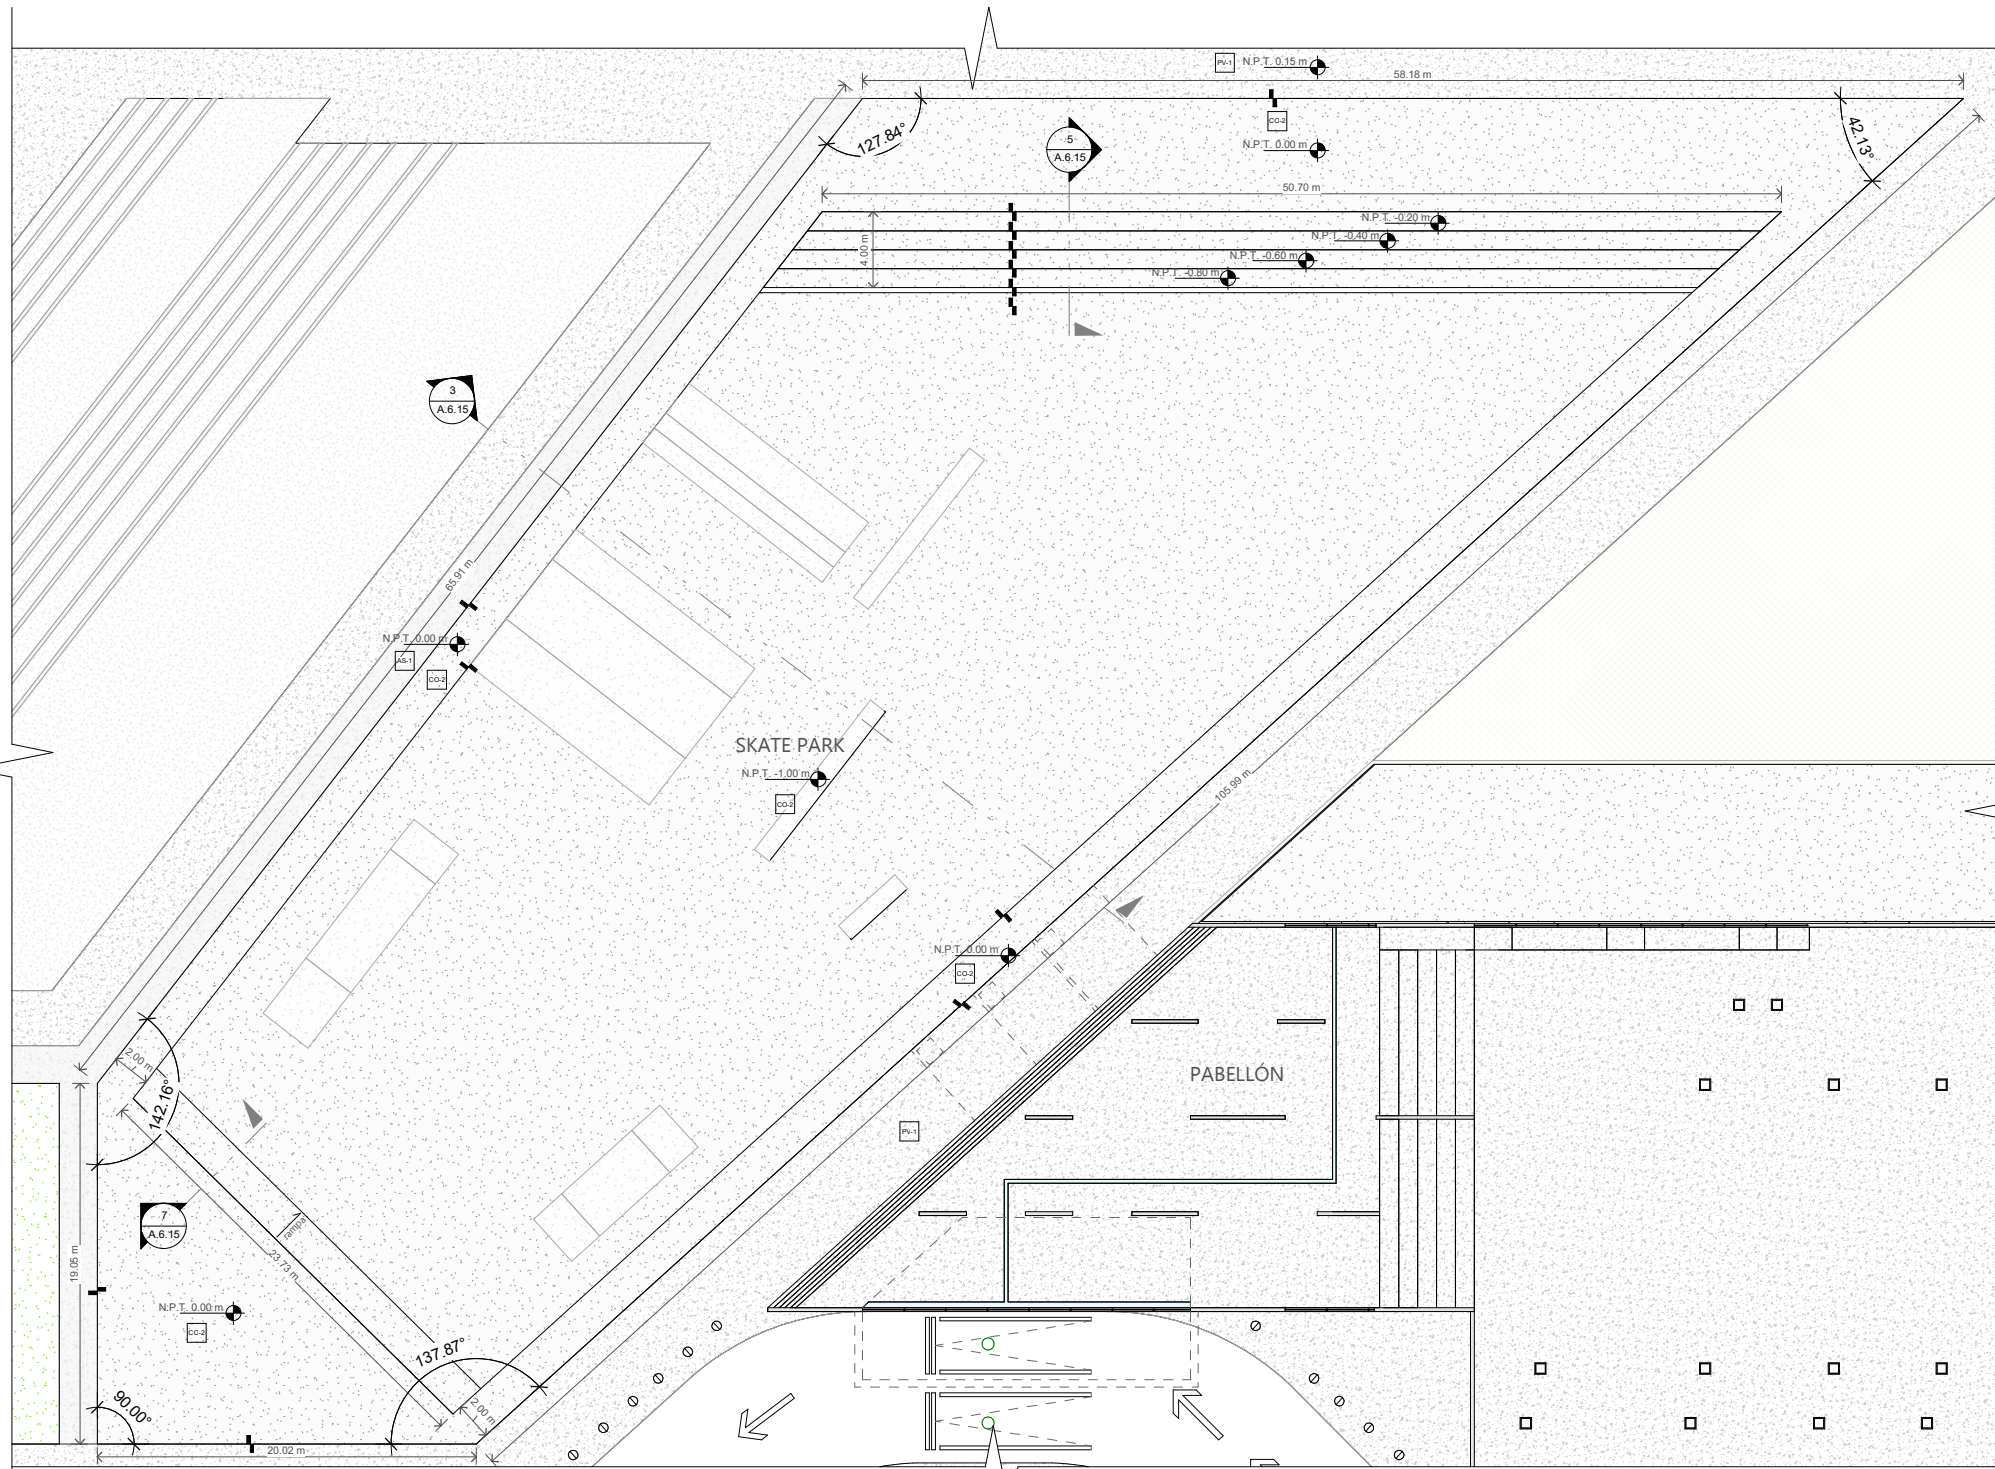 PV-1
N.P.T. 0.15 m
58.18 m
CO-2
127.84°
5
A.6.15
N.P.T. 0.00 m
42.13°
50.70 m
N.P.T. -0.20 m
N.P.T. -0.40 m
4.00 m
N.P.T. -0.60 m
N.P.T. -0.80 m
3
A.6.15
65.91 m
N.P.T. 0.00 m
AS-1
CO-2
SKATE PARK
N.P.T. -1.00 m
CO-2
105.99 m
N.P.T. 0.00 m
CO-2
2.00 m
142.16°
PABELLÓN
PV-1
7
A.6.15
rampa
19.05 m
23.73 m
N.P.T. 0.00 m
CC-2
137.87°
90.00°
2.00 m
20.02 m